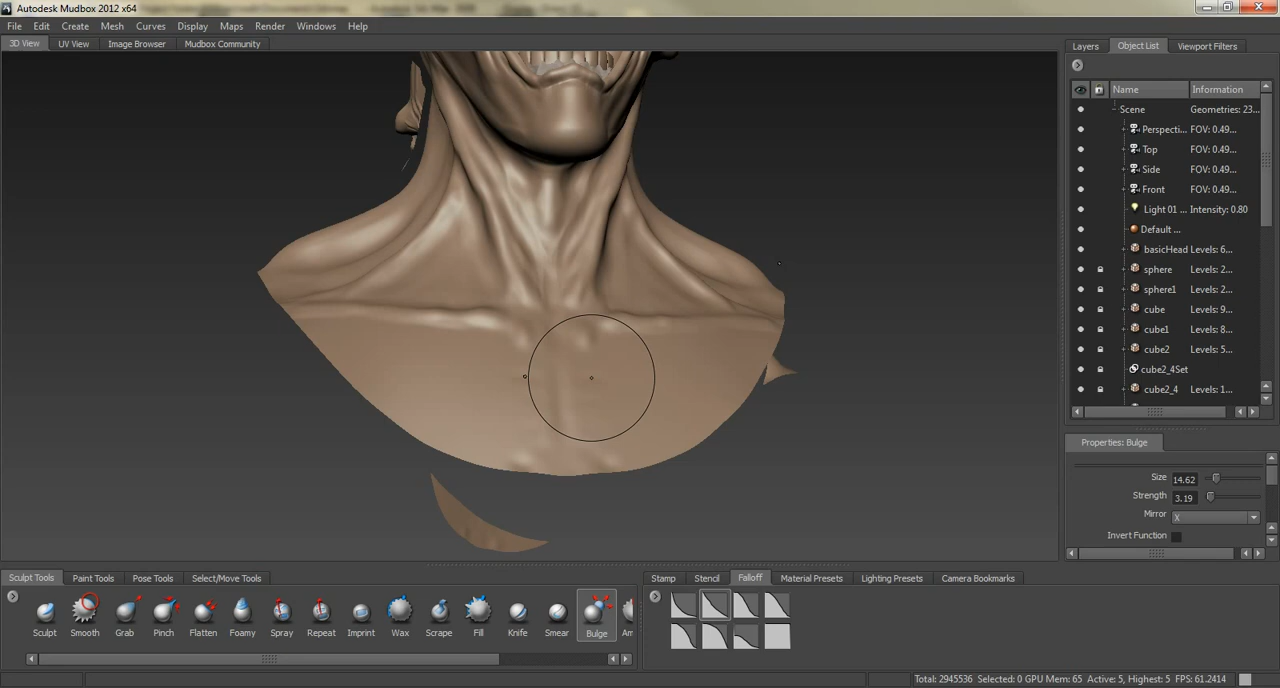 Autodesk Mudbox 2012 x64
File Edit Create Mesh Curves Display Maps Render Windows Help
3D View UV View Image Browser Mudbox Community
Layers Object List Viewport Filters
Name Information
Scene Geometries: 23...
Perspecti... FOV: 0.49...
Top FOV: 0.49...
Side FOV: 0.49...
Front FOV: 0.49...
Light 01 ... Intensity: 0.80
Default ...
basicHead Levels: 6...
sphere Levels: 2...
sphere1 Levels: 2...
cube Levels: 9...
cube1 Levels: 8...
cube2 Levels: 5...
cube2_4Set
cube2_4 Levels: 1...
Properties: Bulge
Size 14.62
Strength 3.19
Mirror X
Invert Function
Sculpt Tools Paint Tools Pose Tools Select/Move Tools
Sculpt Smooth Grab Pinch Flatten Foamy Spray Repeat Imprint Wax Scrape Fill Knife Smear Bulge Am
Stamp Stencil Falloff Material Presets Lighting Presets Camera Bookmarks
Total: 2945536 Selected: 0 GPU Mem: 65 Active: 5, Highest: 5 FPS: 61.2414